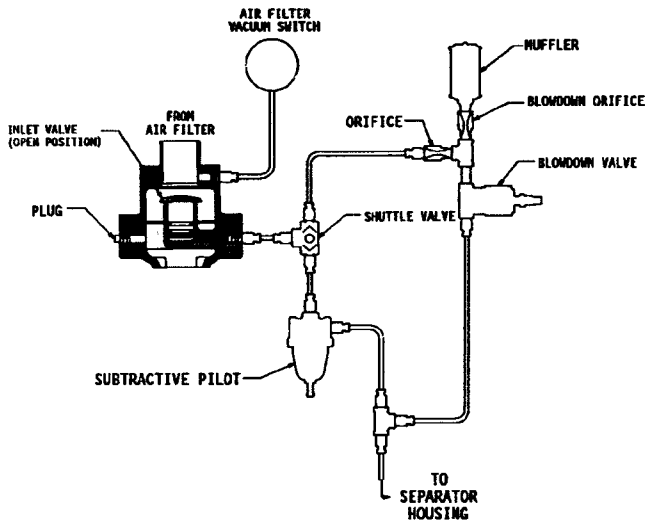 AIR FILTER
VACUUM SWITCH
MUFFLER
BLOWDOWN ORIFICE
FROM
AIR FILTER
ORIFICE
INLET VALVE
(OPEN POSITION)
BLOWDOWN VALVE
PLUG
SHUTTLE VALVE
SUBTRACTIVE PILOT
TO
SEPARATOR
HOUSING